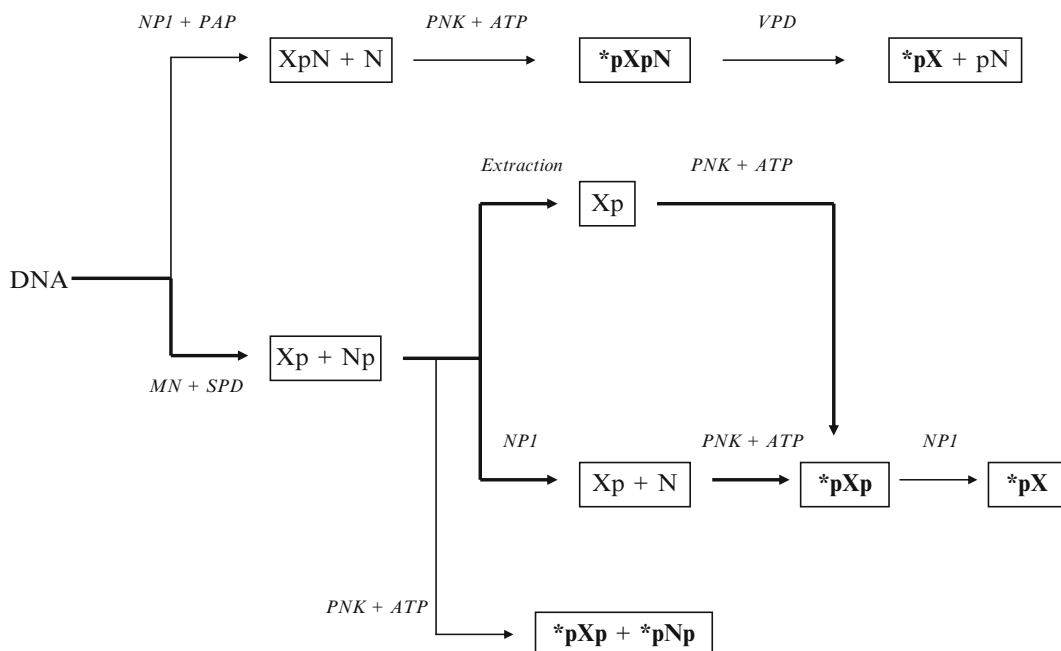 NP1 + PAP
PNK + ATP
VPD
XpN + N
*pXpN
*pX + pN
Extraction
PNK + ATP
Xp
DNA
Xp + Np
MN + SPD
NP1
PNK + ATP
NP1
Xp + N
*pXp
*pX
PNK + ATP
*pXp + *pNp